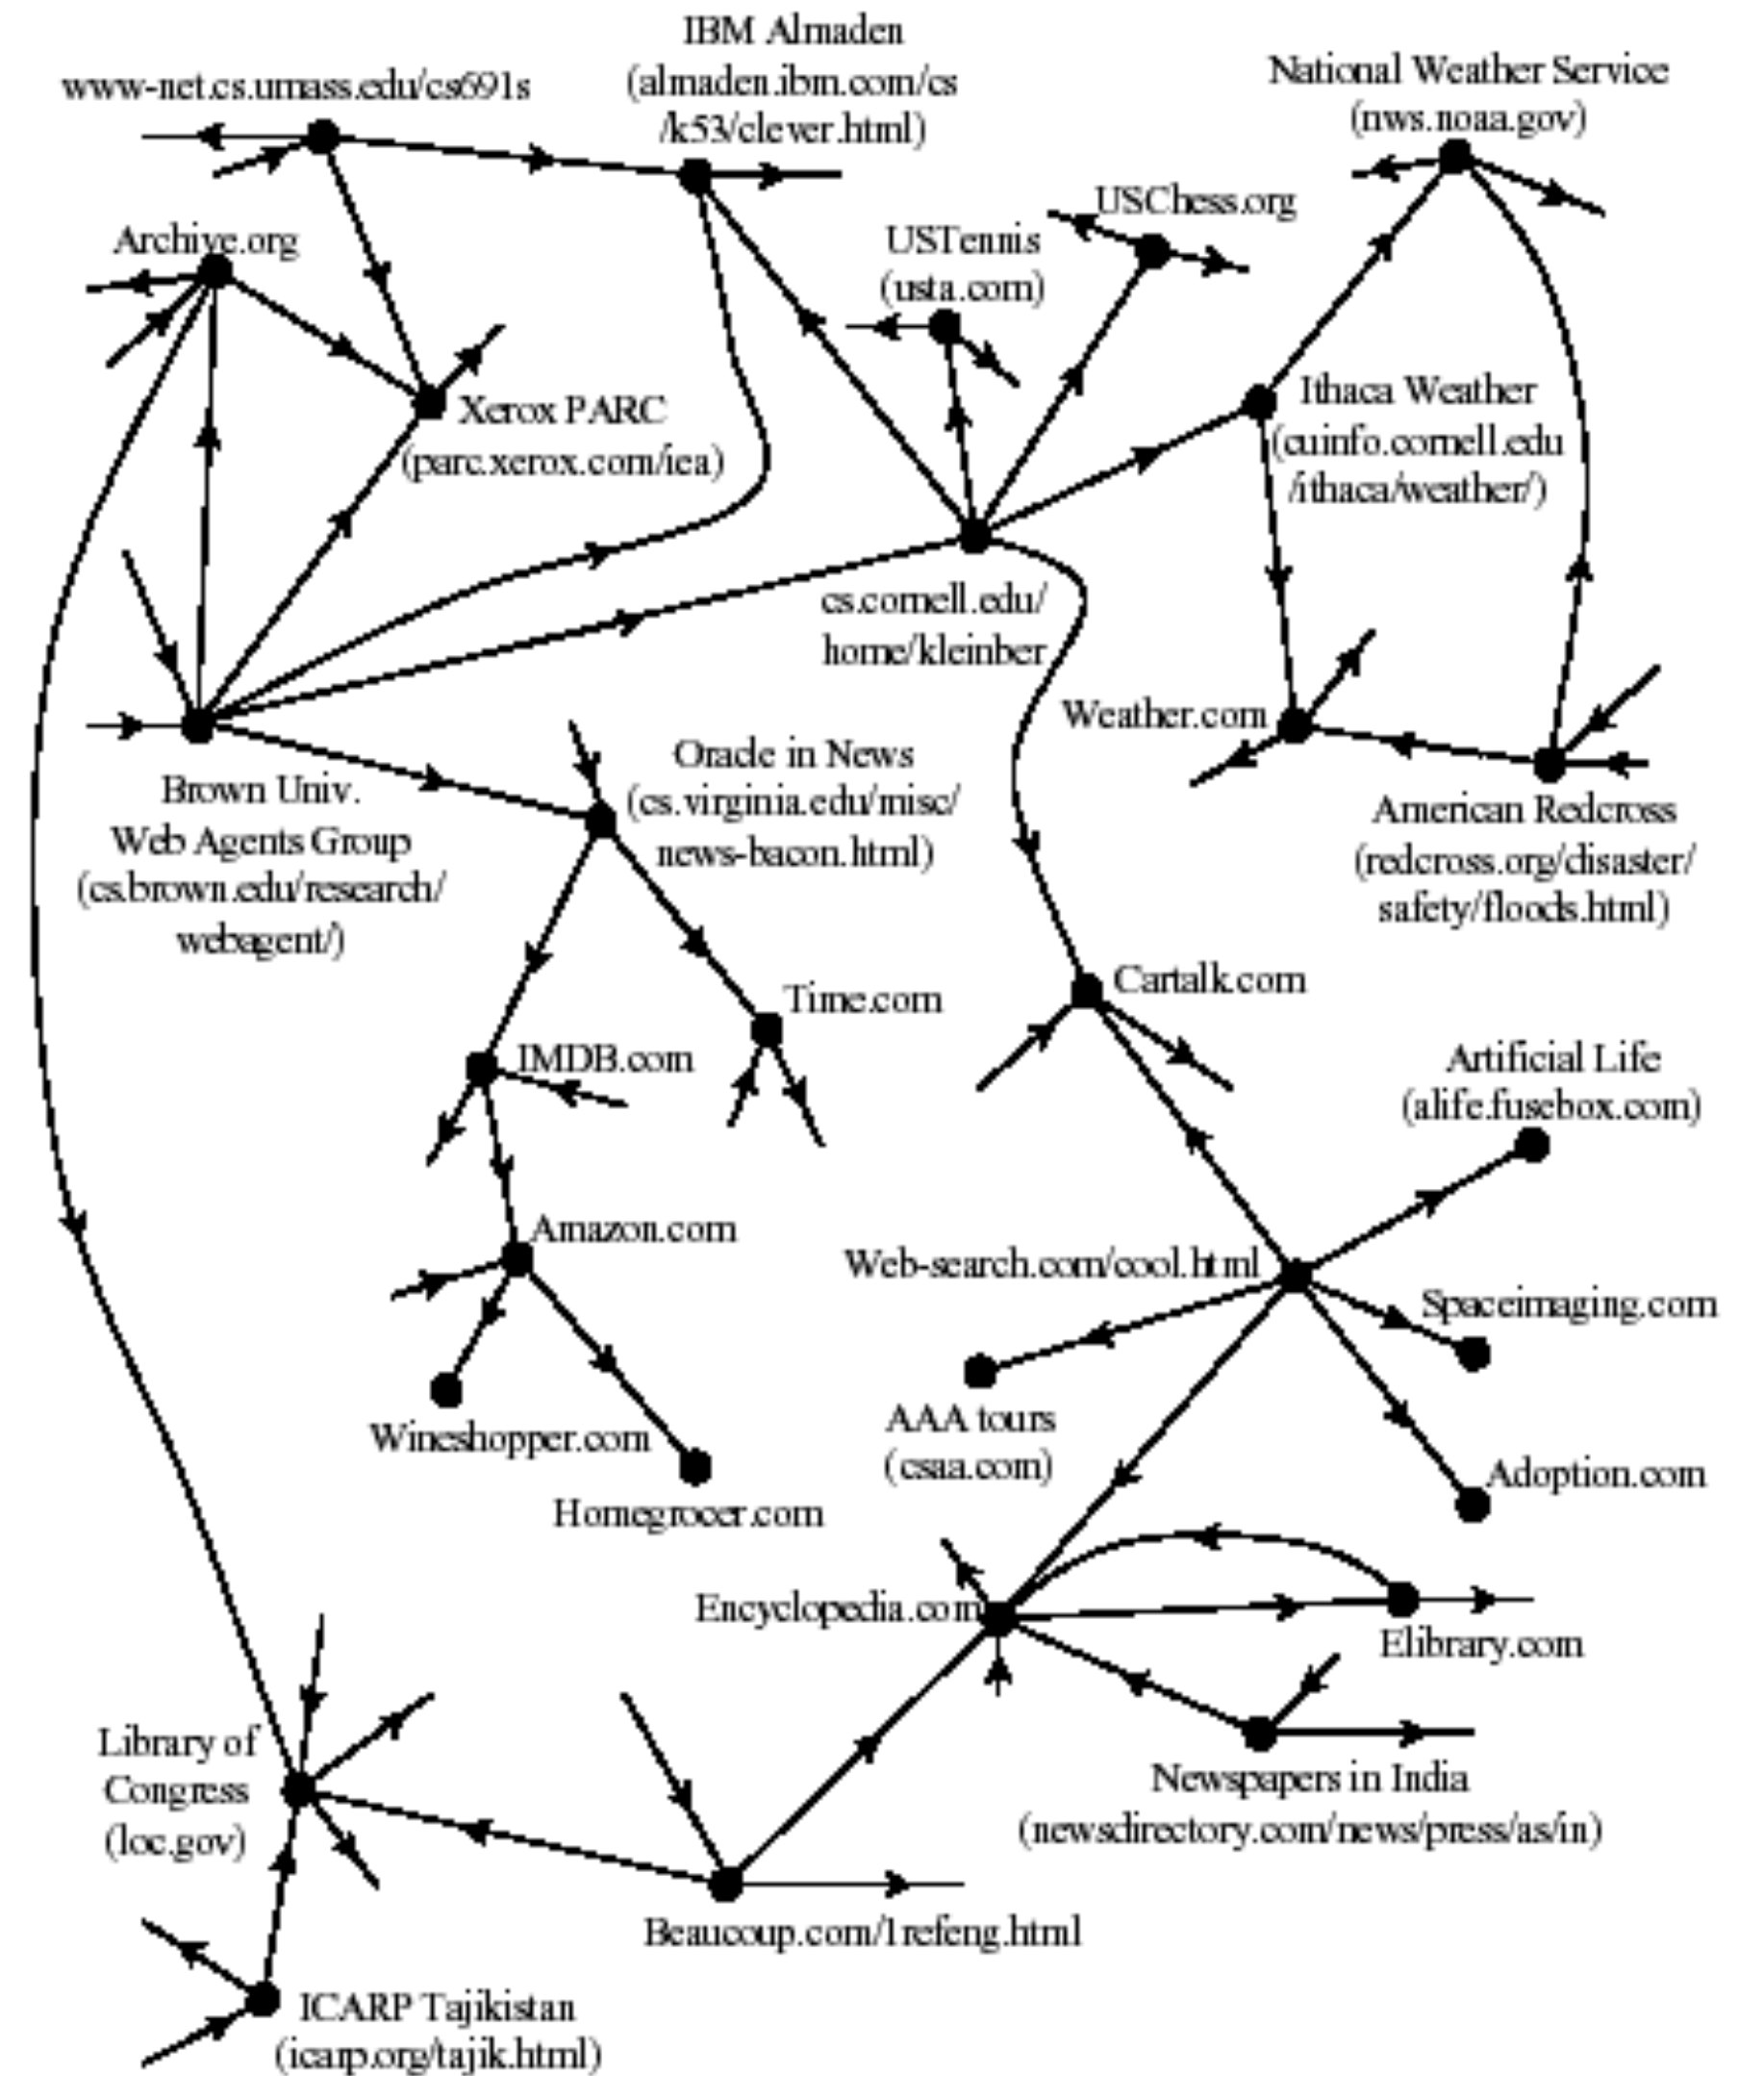 IBM Almaden
(almaden.ibm.com/cs
/k53/clever.html)
www-net.cs.umass.edu/cs691s
National Weather Service
(nws.noaa.gov)
USChess.org
Archive.org
USTennis
(usta.com)
Xerox PARC
(parc.xerox.com/iea)
Ithaca Weather
(cuinfo.cornell.edu
/ithaca/weather/)
cs.cornell.edu/
home/kleinber
Weather.com
Brown Univ.
Web Agents Group
(cs.brown.edu/research/
webagent/)
Oracle in News
(cs.virginia.edu/misc/
news-bacon.html)
American Redcross
(redcross.org/disaster/
safety/floods.html)
Time.com
Cartalk.com
IMDB.com
Artificial Life
(alife.fusebox.com)
Amazon.com
Web-search.com/cool.html
Spaceimaging.com
AAA tours
(csaa.com)
Wineshopper.com
Adoption.com
Homegrocer.com
Encyclopedia.com
Elibrary.com
Library of
Congress
(loc.gov)
Newspapers in India
(newsdirectory.com/news/press/as/in)
Beaucoup.com/1refeng.html
ICARP Tajikistan
(icarp.org/tajik.html)